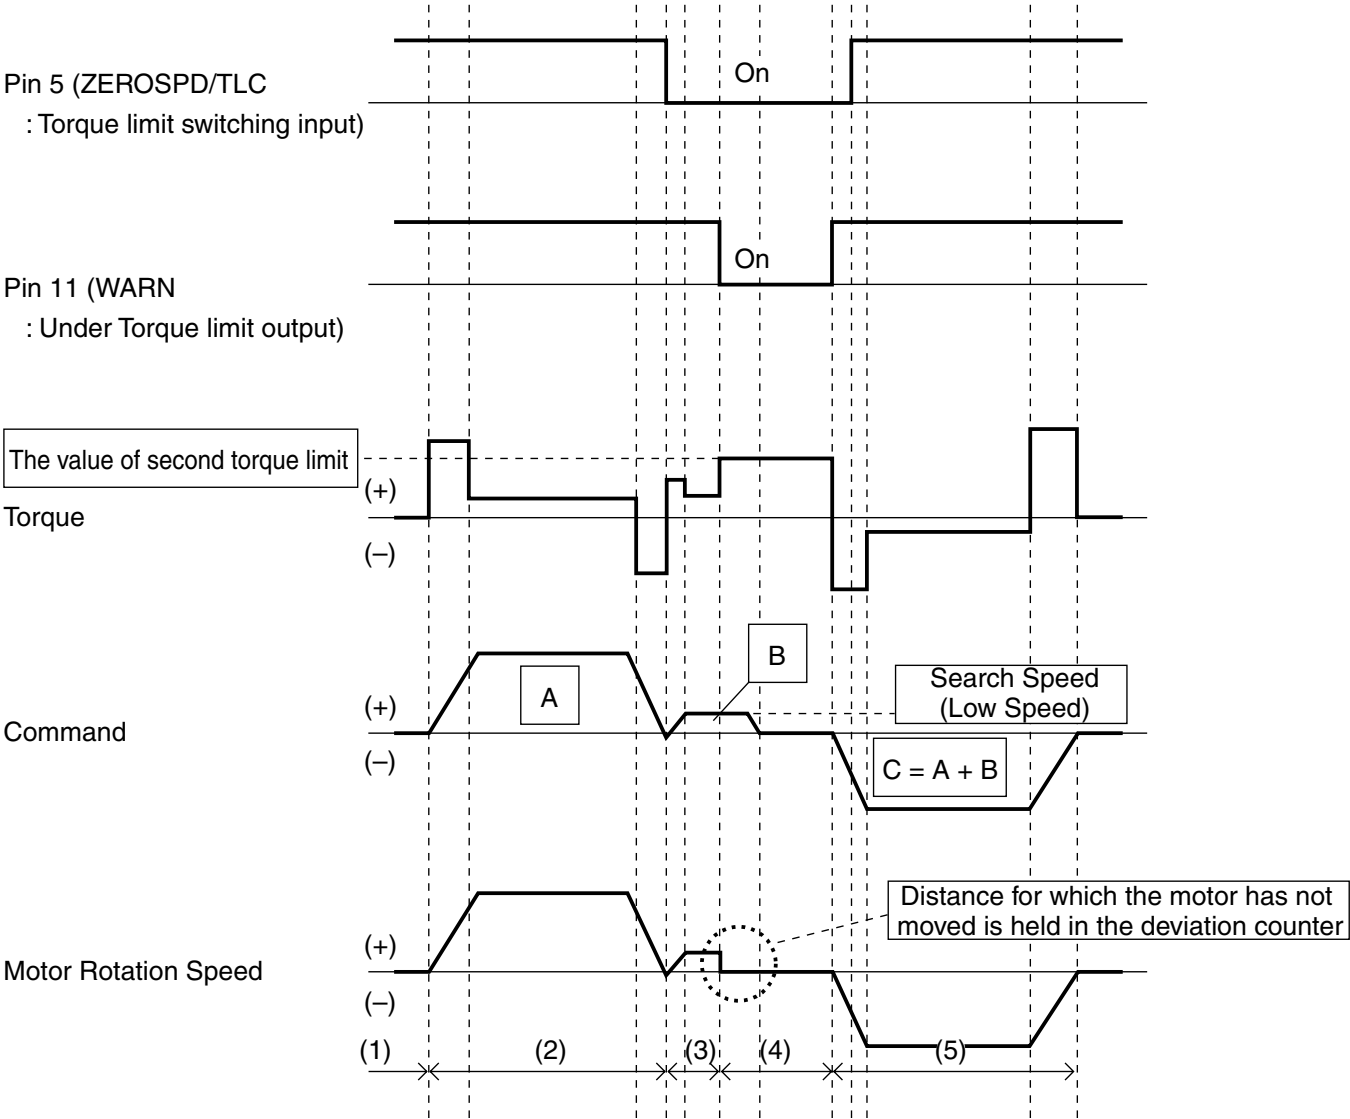 On
Pin 5 (ZEROSPD/TLC
: Torque limit switching input)
On
Pin 11 (WARN
: Under Torque limit output)
The value of second torque limit
(+)
Torque
(–)
B
Search Speed
(Low Speed)
A
(+)
Command
(–)
C = A + B
Distance for which the motor has not
moved is held in the deviation counter
(+)
Motor Rotation Speed
(–)
(1) (2) (3) (4) (5)